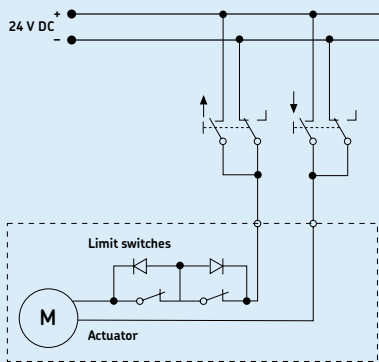 +
24 V DC
–
Limit switches
M
Actuator